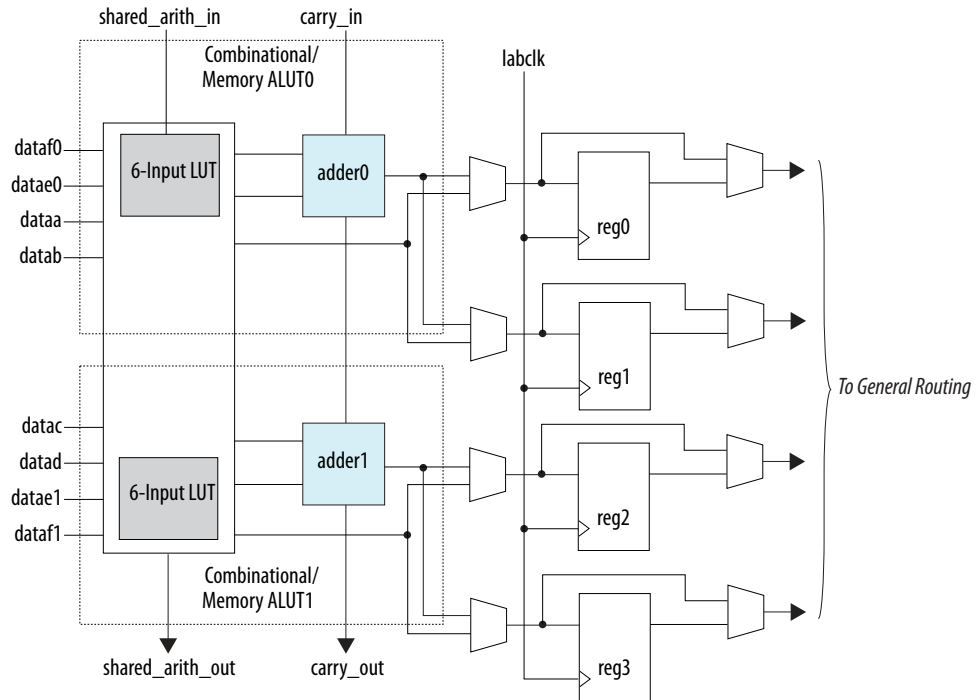 shared_arith_in
carry_in
Combinational/
Memory ALUT0
labclk
dataf0
datae0
dataa
datab
6-Input LUT
adder0
reg0
reg1
To General Routing
datac
datad
datae1
dataf1
6-Input LUT
adder1
reg2
Combinational/
Memory ALUT1
reg3
shared_arith_out
carry_out